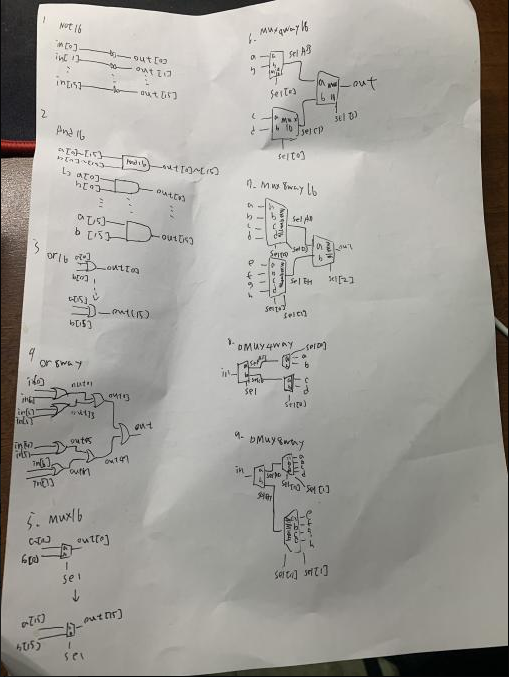 1
Not16
in[0] out[0]
in[1] out[1]
in[15] out[15]
2
And16
a[0]~[15] And16 out[0]~[15]
a[0] out[0]
b[0]
a[15]
b[15] out[15]
3
Or16
a[0] out[0]
b[0]
a[15] out[15]
b[15]
4
Or8way
in[0] out01
in[1] out03
in[2] out23
in[3] out
in[4] out45
in[5]
in[6] out47
in[7] out67
5. Mux16
a[0] out[0]
b[0]
sel
a[15] out[15]
b[15]
sel
6. Mux4way16
a selAB
b
sel[0] out
c a mux
d b 16 sel[1]
sel[0]
7. Mux8way16
a
b
c
d
out
sel[2]
e
f
g
h
sel[0]
sel[1]
8. DMux4way
sel[0]
a
b
in
c
d
sel
sel[0]
9. DMux8way
a
b
c
d
in
sel[0] sel[1]
e
f
g
h
sel[0] sel[1]